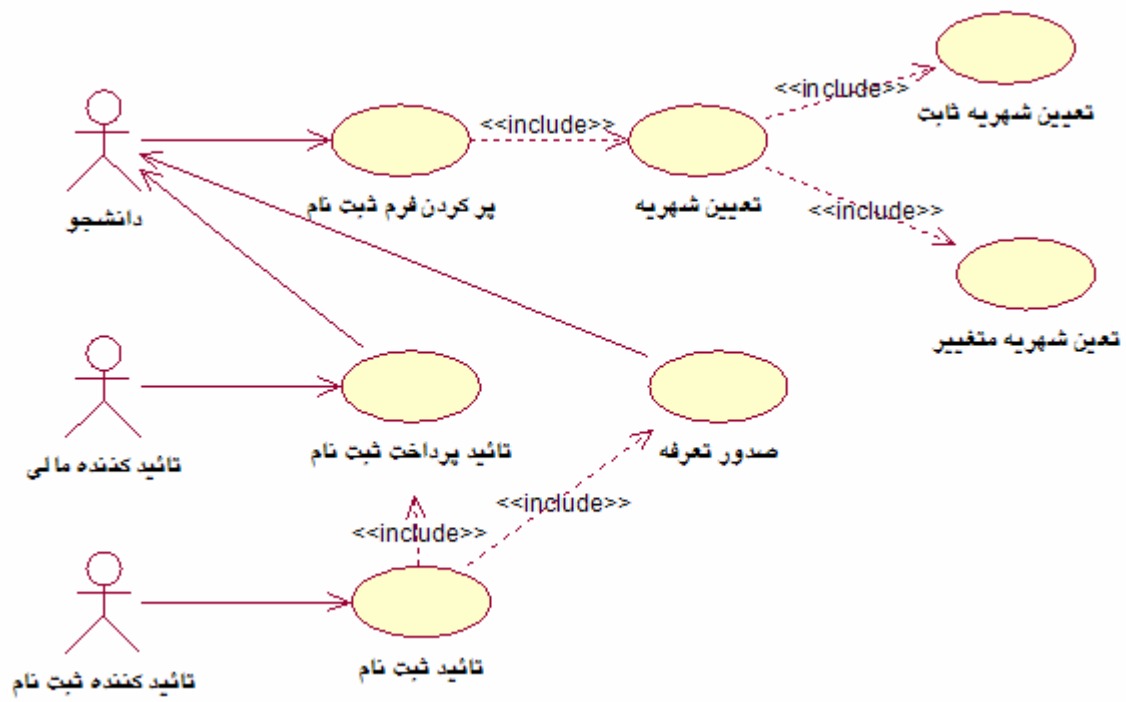 <<include>>
تعیین شهریه ثابت
<<include>>
دانشجو
پر کردن فرم ثبت نام
تعیین شهریه
<<include>>
تعین شهریه متغییر
تائید کننده مالی
تائید پرداخت ثبت نام
صدور تعرفه
<<include>>
<<include>>
تائید کننده ثبت نام
تائید ثبت نام